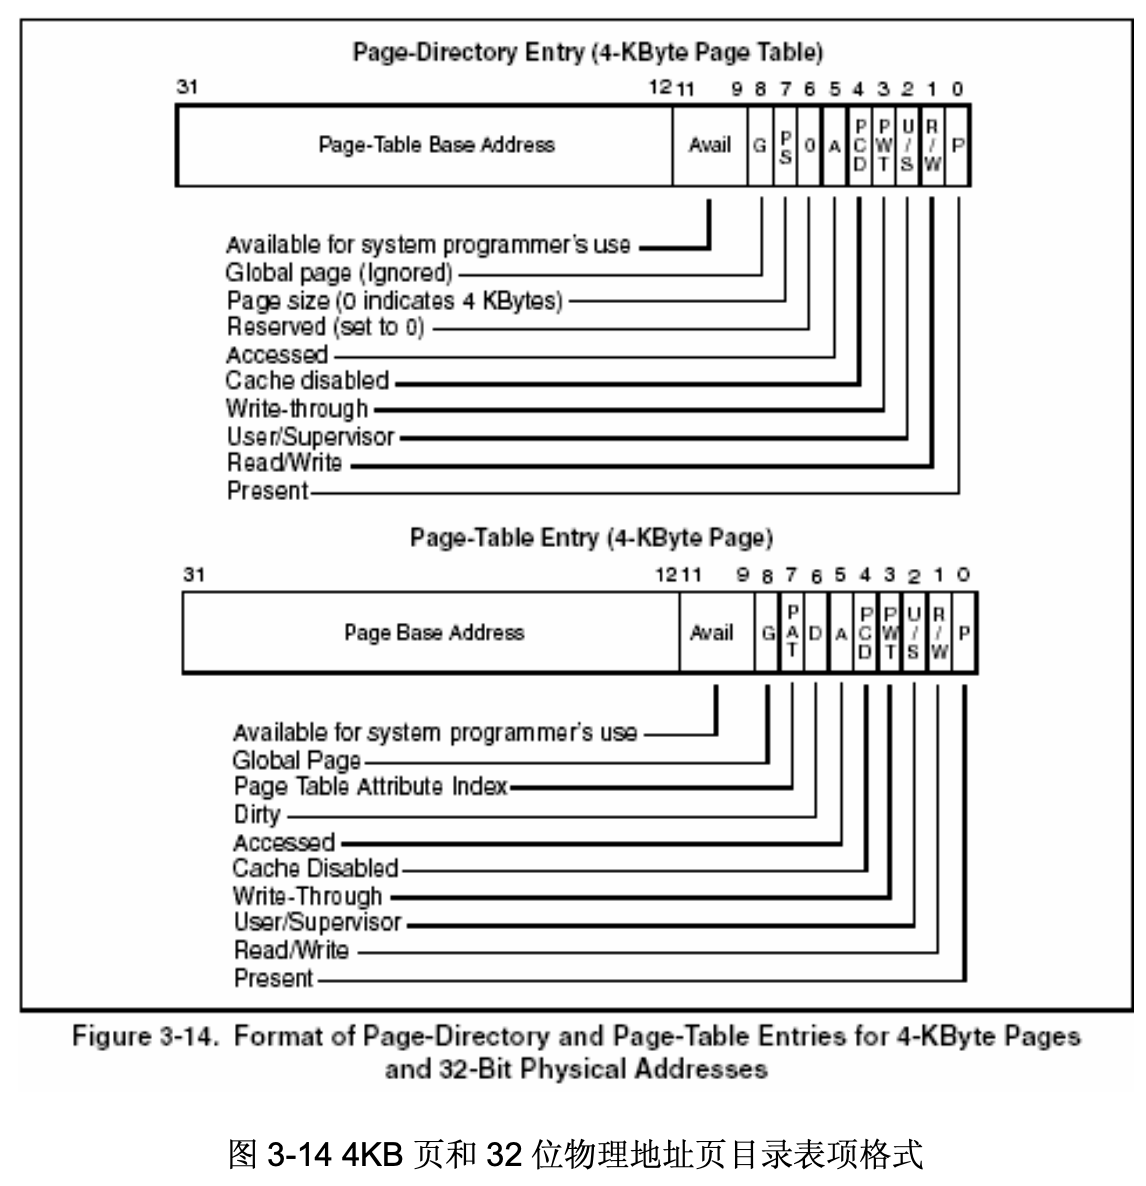 Page-Directory Entry (4-KByte Page Table)
31 12 11 9 8 7 6 5 4 3 2 1 0
Page-Table Base Address Avail G PS 0 A PCD PWT U/S R/W P
Available for system programmer's use
Global page (Ignored)
Page size (0 indicates 4 KBytes)
Reserved (set to 0)
Accessed
Cache disabled
Write-through
User/Supervisor
Read/Write
Present
Page-Table Entry (4-KByte Page)
31 12 11 9 8 7 6 5 4 3 2 1 0
Page Base Address Avail G PAT D A PCD PWT U/S R/W P
Available for system programmer's use
Global Page
Page Table Attribute Index
Dirty
Accessed
Cache Disabled
Write-Through
User/Supervisor
Read/Write
Present
Figure 3-14. Format of Page-Directory and Page-Table Entries for 4-KByte Pages
and 32-Bit Physical Addresses
图 3-14 4KB 页和 32 位物理地址页目录表项格式